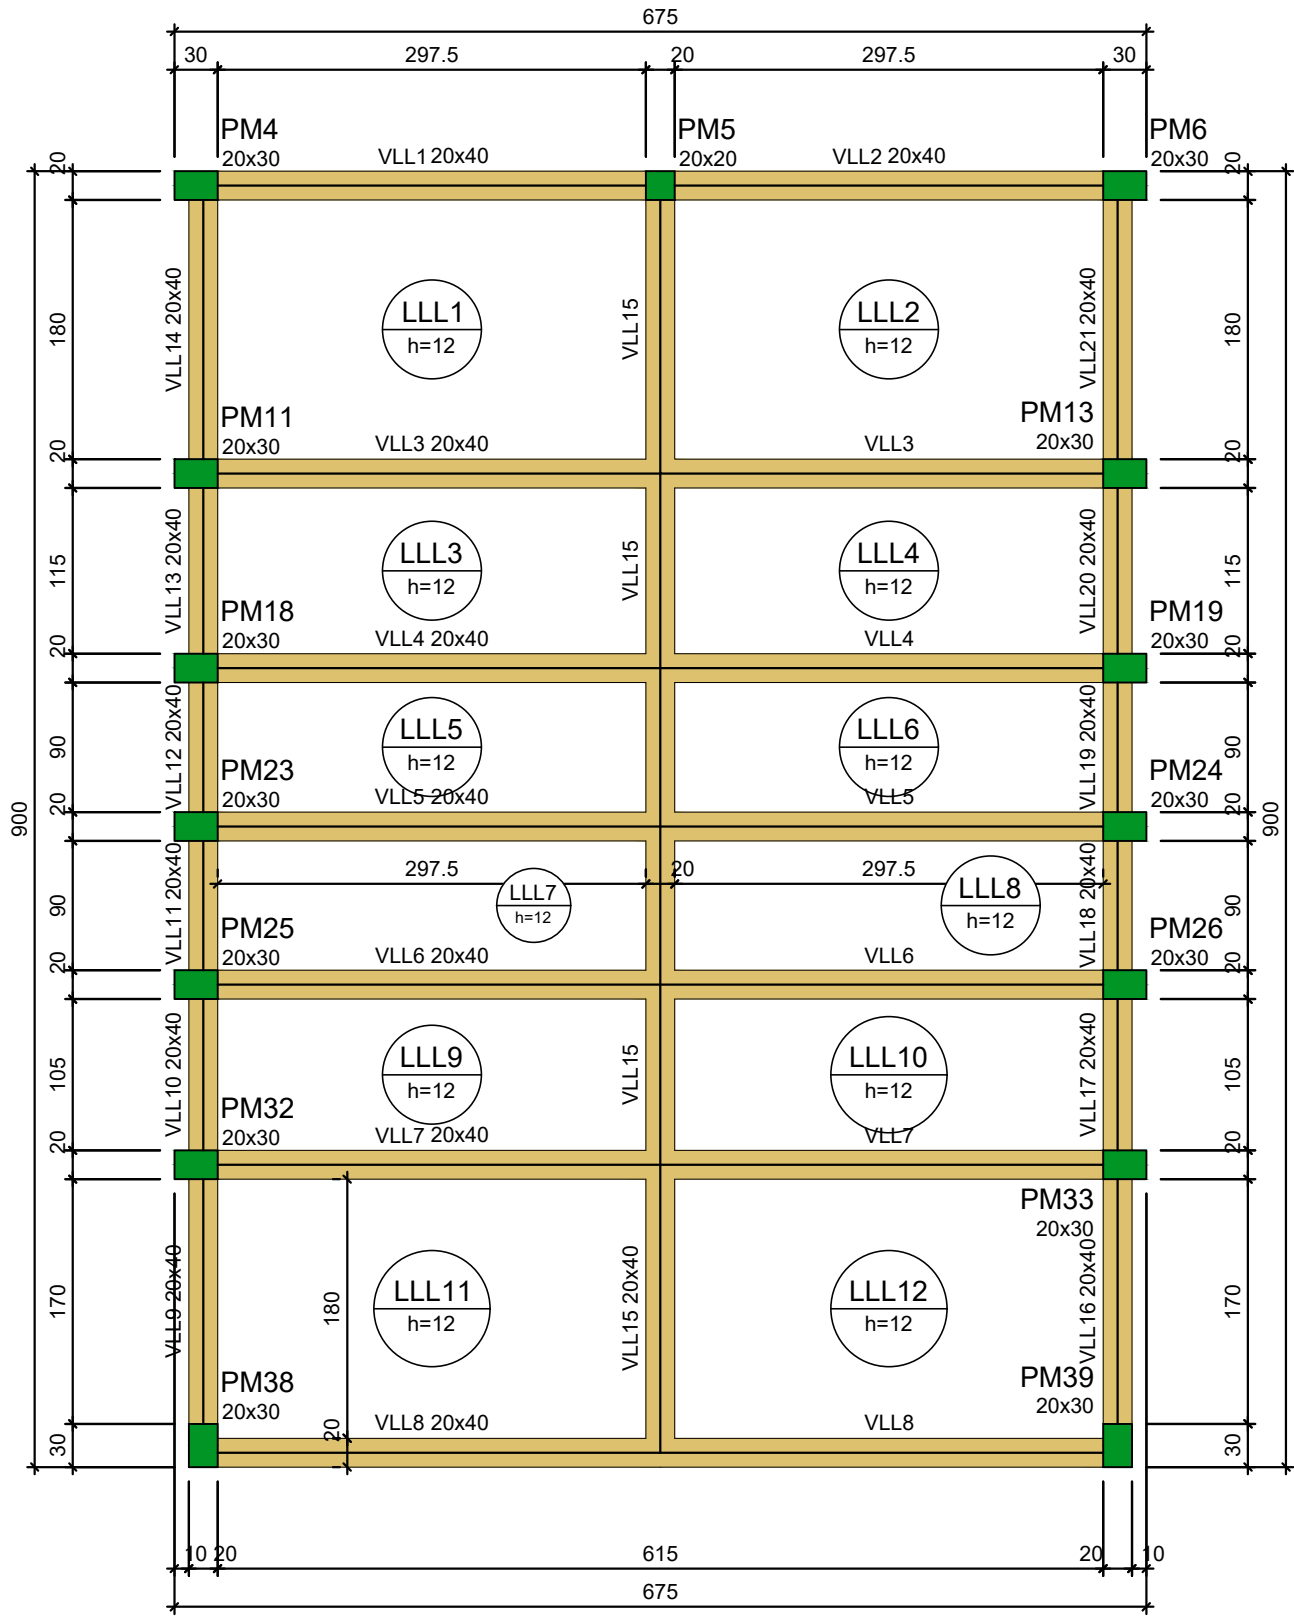 675
30 297.5 20 297.5 30
PM4 PM5 PM6
20x30 VLL1 20x40 20x20 VLL2 20x40 20x30
20 20
VLL14 20x40 LLL1 VLL15 LLL2 VLL21 20x40
180 h=12 h=12 180
PM11 PM13
20x30 VLL3 20x40 VLL3 20x30
20 20
VLL13 20x40 LLL3 VLL15 LLL4 VLL20 20x40
115 h=12 h=12 115
PM18 PM19
20x30 VLL4 20x40 VLL4 20x30
20 20
VLL12 20x40 LLL5 LLL6 VLL19 20x40
90 h=12 h=12 90
PM23 PM24
20x30 VLL5 20x40 VLL5 20x30
20 20
900 900
297.5 20 297.5
VLL11 20x40 LLL7 LLL8 VLL18 20x40
90 h=12 h=12 90
PM25 PM26
20x30 VLL6 20x40 VLL6 20x30
20 20
VLL10 20x40 LLL9 VLL15 LLL10 VLL17 20x40
105 h=12 h=12 105
PM32
20x30 VLL7 20x40 VLL7
20 20
PM33
20x30
VLL9 20x40 LLL11 VLL15 20x40 LLL12 VLL16 20x40
170 180 h=12 h=12 170
PM38 PM39
20x30 VLL8 20x40 VLL8 20x30
30 20 30
10 20 615 20 10
675